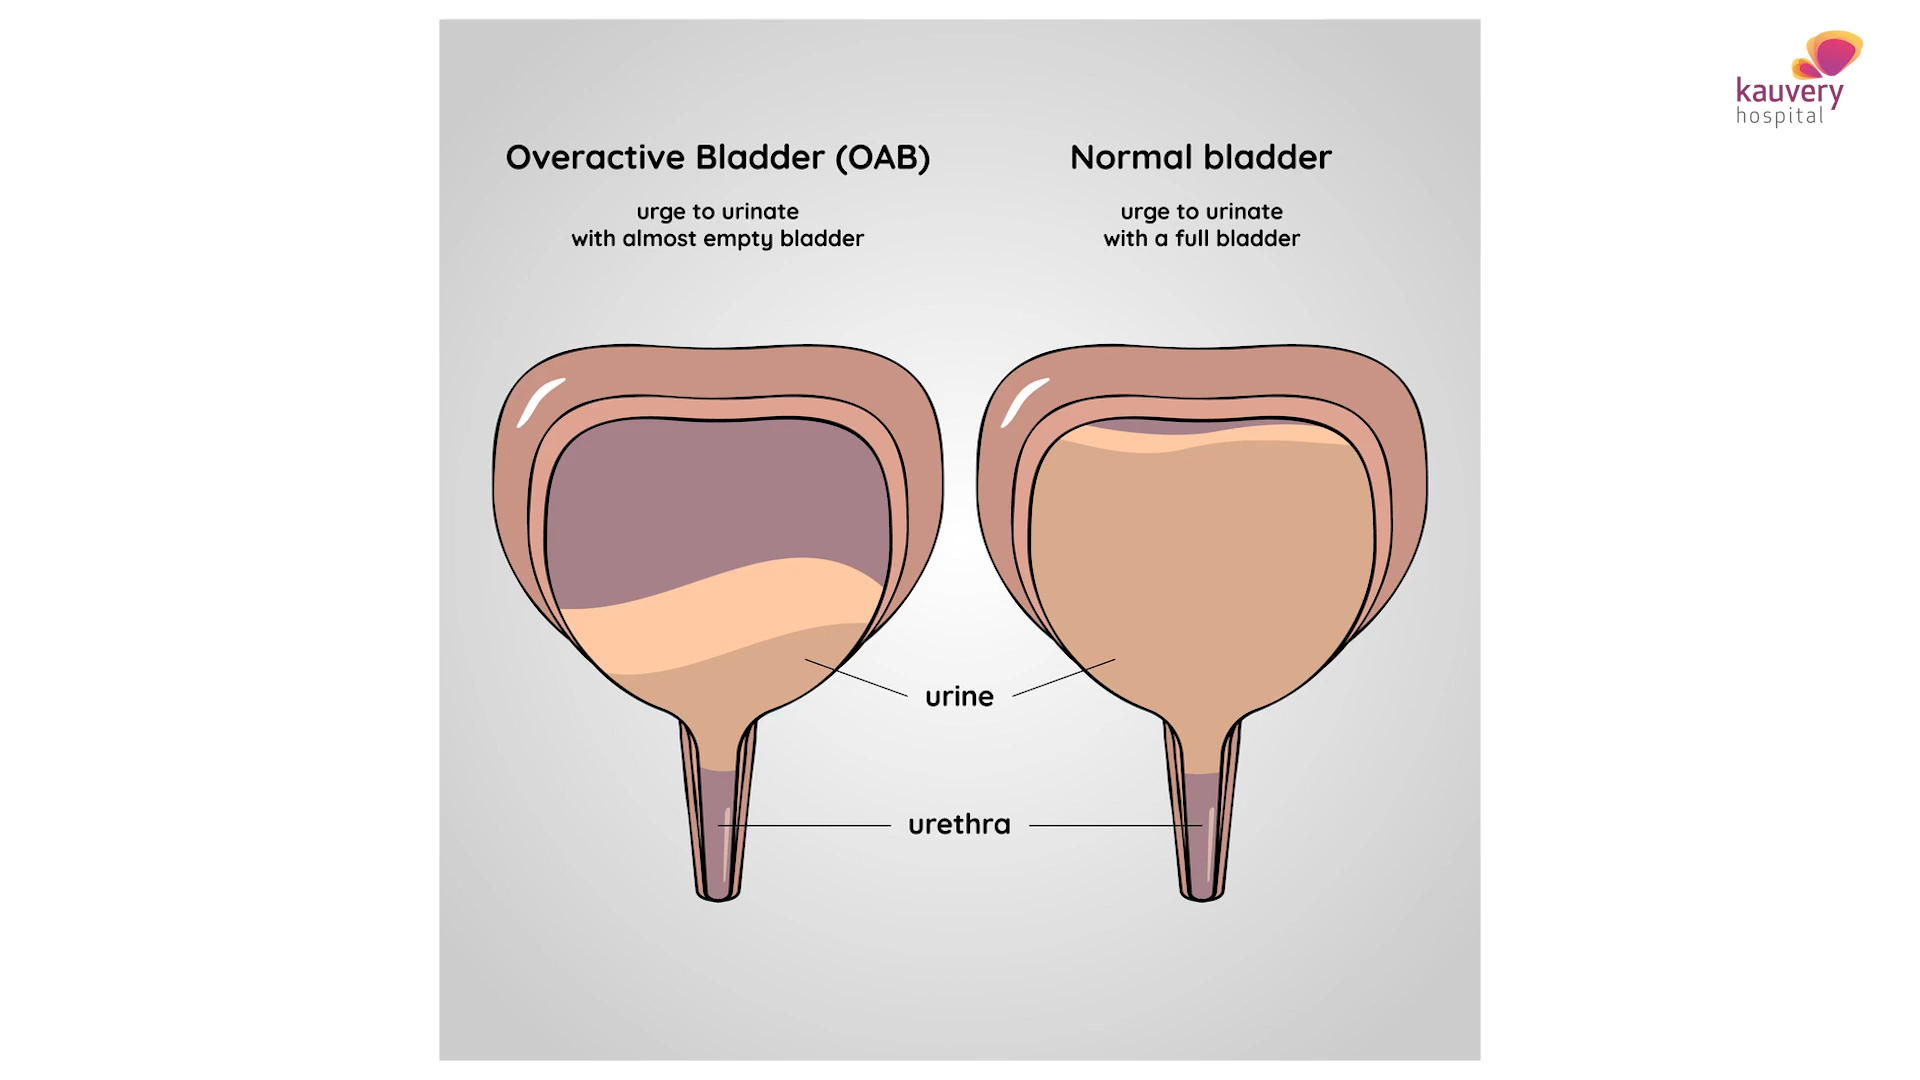 kauvery
hospital
Overactive Bladder (OAB)
urge to urinate
with almost empty bladder
Normal bladder
urge to urinate
with a full bladder
urine
urethra